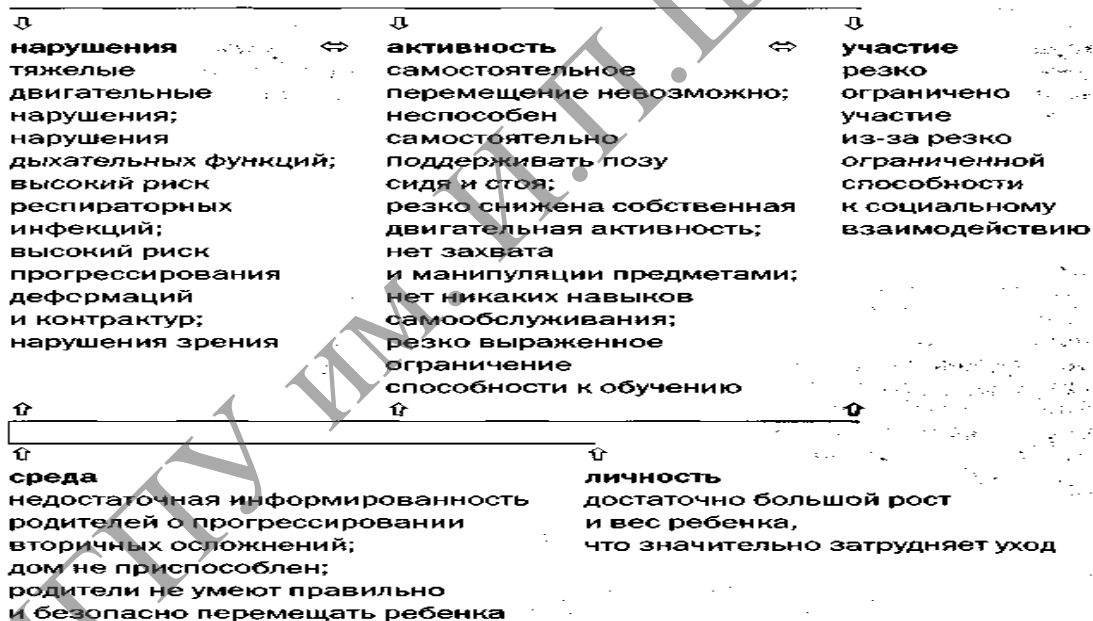 нарушения ⇔ активность ⇔ участие
тяжелые
двигательные
нарушения;
нарушения
дыхательных функций;
высокий риск
респираторных
инфекций;
высокий риск
прогрессирования
деформаций
и контрактур;
нарушения зрения
самостоятельное
перемещение невозможно;
неспособен
самостоятельно
поддерживать позу
сидя и стоя;
резко снижена собственная
двигательная активность;
нет захвата
и манипуляции предметами;
нет никаких навыков
самообслуживания;
резко выраженное
ограничение
способности к обучению
резко
ограничено
участие
из-за резко
ограниченной
способности
к социальному
взаимодействию
среда
недостаточная информированность
родителей о прогрессировании
вторичных осложнений;
дом не приспособлен;
родители не умеют правильно
и безопасно перемещать ребенка
личность
достаточно большой рост
и вес ребенка,
что значительно затрудняет уход
ГПУ им. И.П.